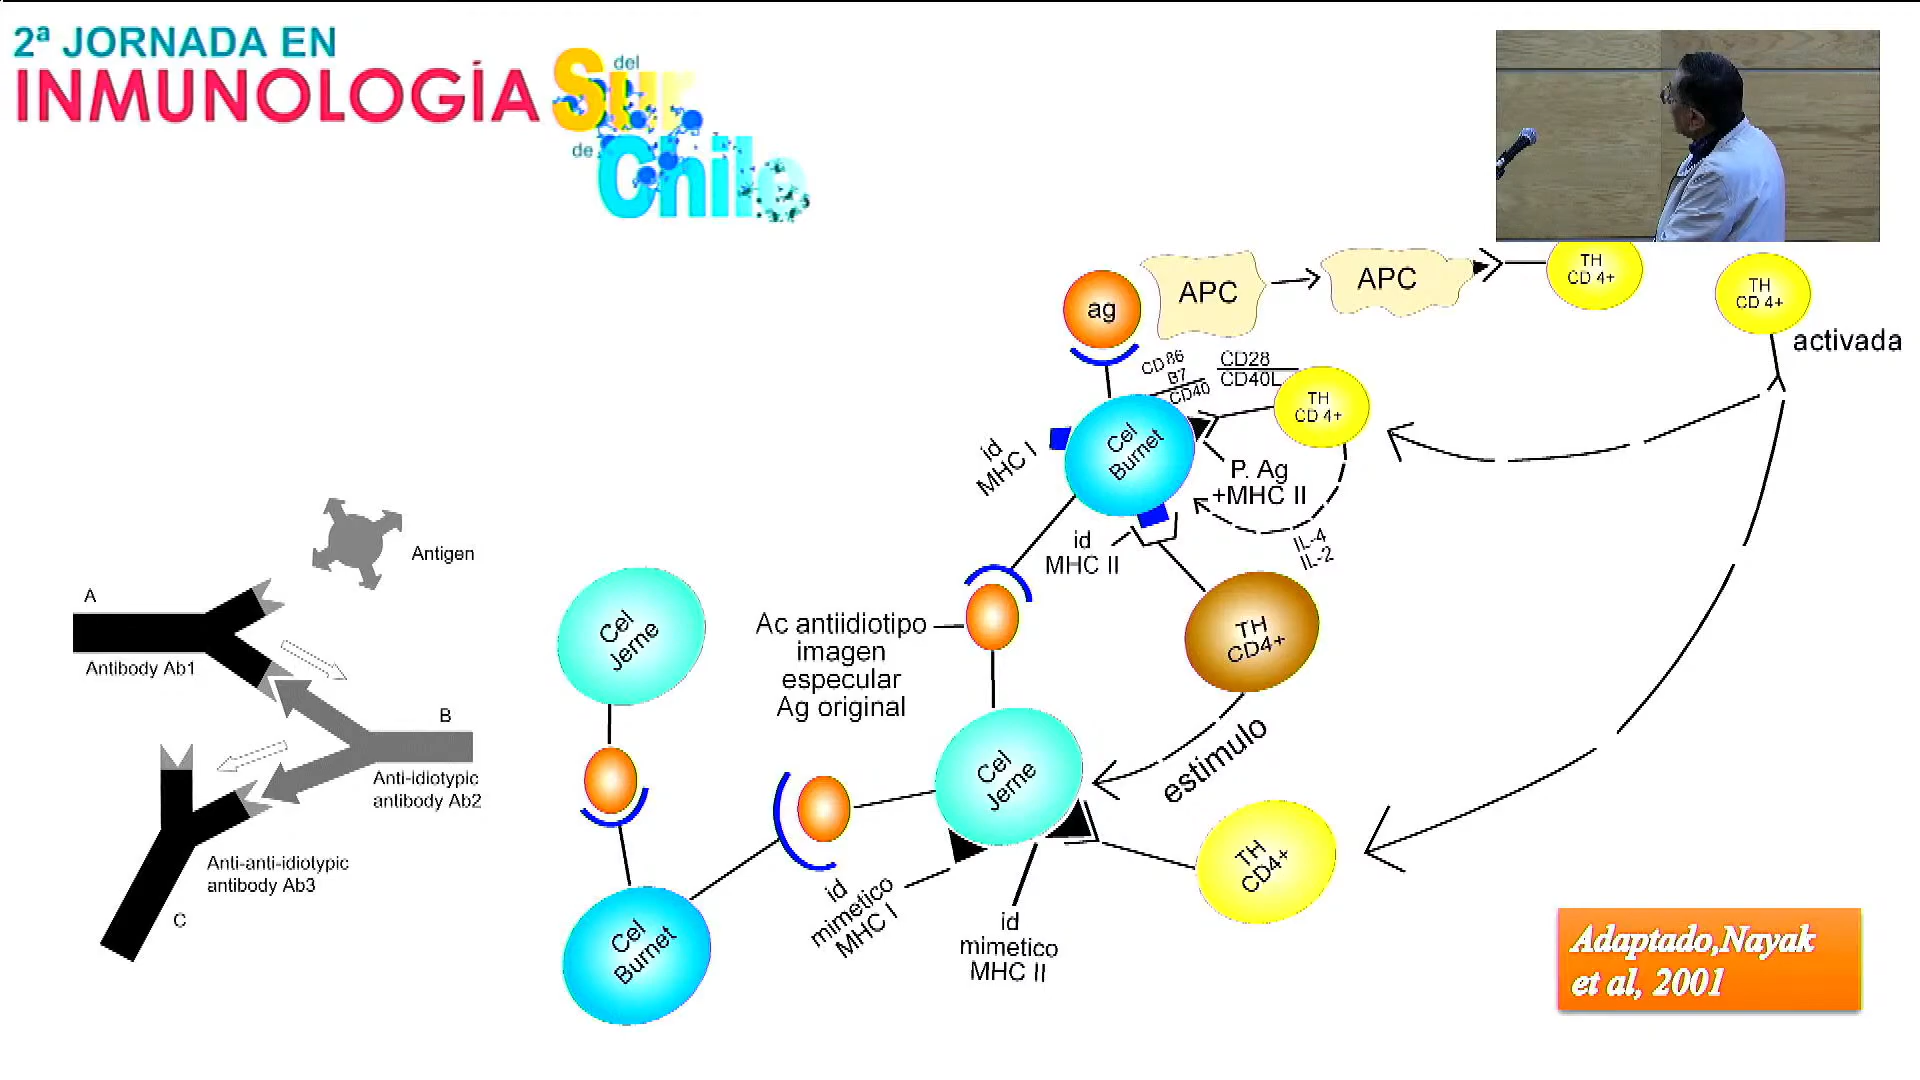 2ª JORNADA EN
INMUNOLOGÍA
del
Sur
de
Chile
ag
APC
APC
TH
CD 4+
TH
CD 4+
activada
CD86
B7
CD40
CD28
CD40L
TH
CD 4+
Cel
Burnet
id
MHC I
P. Ag
+MHC II
id
MHC II
IL-4
IL-2
Antigen
A
Antibody Ab1
B
Anti-idiotypic
antibody Ab2
Anti-anti-idiotypic
antibody Ab3
C
Cel
Jerne
Ac antiidiotipo
imagen
especular
Ag original
TH
CD4+
Cel
Jerne
estimulo
TH
CD4+
id
mimetico
MHC I
id
mimetico
MHC II
Cel
Burnet
Adaptado,Nayak
et al, 2001